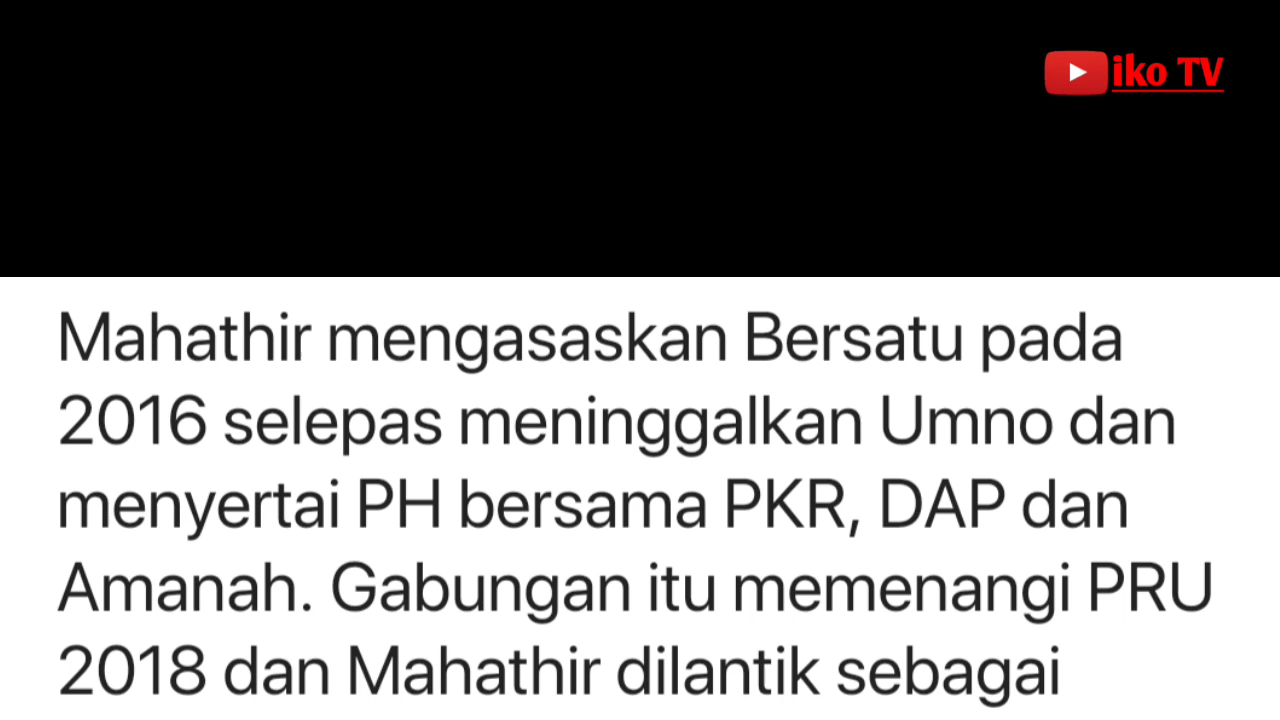 iko TV
Mahathir mengasaskan Bersatu pada
2016 selepas meninggalkan Umno dan
menyertai PH bersama PKR, DAP dan
Amanah. Gabungan itu memenangi PRU
2018 dan Mahathir dilantik sebagai